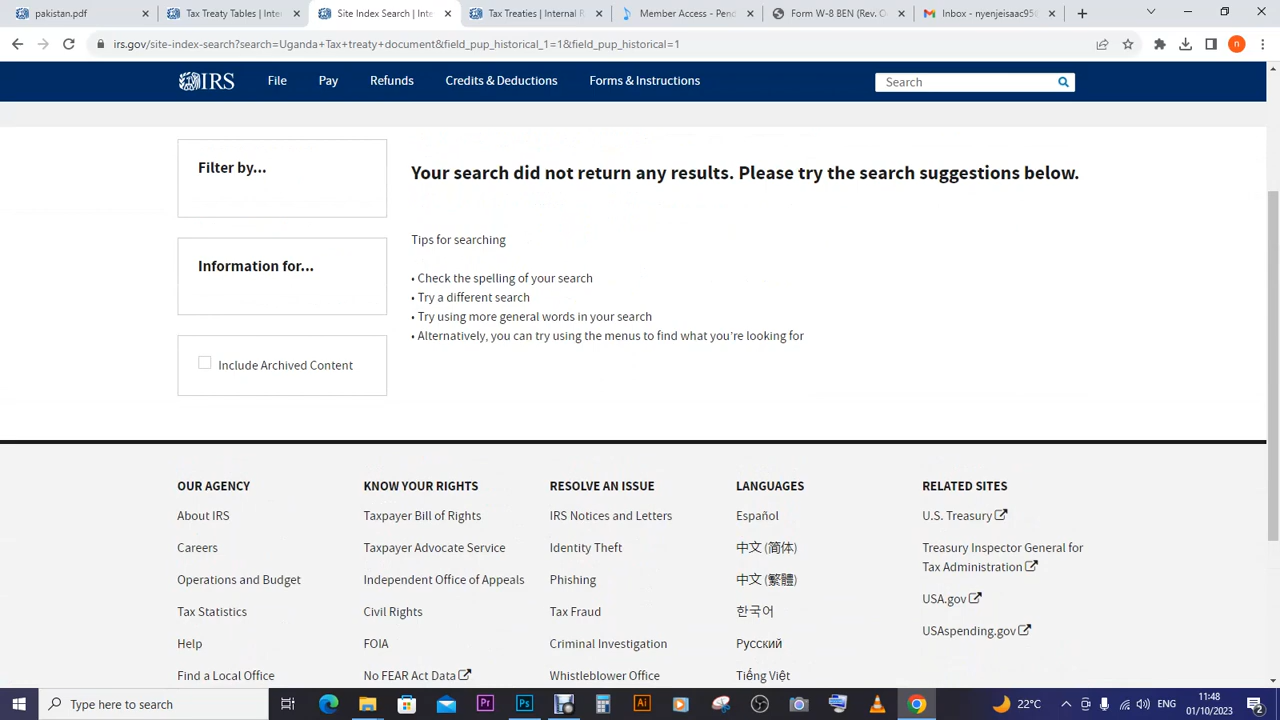 pakistan.pdf
Tax Treaty Tables | Inte
Site Index Search | Inte
Tax Treaties | Internal R
Member Access - Pend
Form W-8 BEN (Rev. O
Inbox - nyenjeisaac95
irs.gov/site-index-search?search=Uganda+Tax+treaty+document&field_pup_historical_1=1&field_pup_historical=1
n
IRS
File
Pay
Refunds
Credits & Deductions
Forms & Instructions
Search
Filter by...
Information for...
Include Archived Content
Your search did not return any results. Please try the search suggestions below.
Tips for searching
• Check the spelling of your search
• Try a different search
• Try using more general words in your search
• Alternatively, you can try using the menus to find what you're looking for
OUR AGENCY
About IRS
Careers
Operations and Budget
Tax Statistics
Help
Find a Local Office
KNOW YOUR RIGHTS
Taxpayer Bill of Rights
Taxpayer Advocate Service
Independent Office of Appeals
Civil Rights
FOIA
No FEAR Act Data
RESOLVE AN ISSUE
IRS Notices and Letters
Identity Theft
Phishing
Tax Fraud
Criminal Investigation
Whistleblower Office
LANGUAGES
Español
中文 (简体)
中文 (繁體)
한국어
Русский
Tiếng Việt
RELATED SITES
U.S. Treasury
Treasury Inspector General for
Tax Administration
USA.gov
USAspending.gov
Type here to search
Pr
Ps
Ai
22°C
ENG
11:48
01/10/2023
2